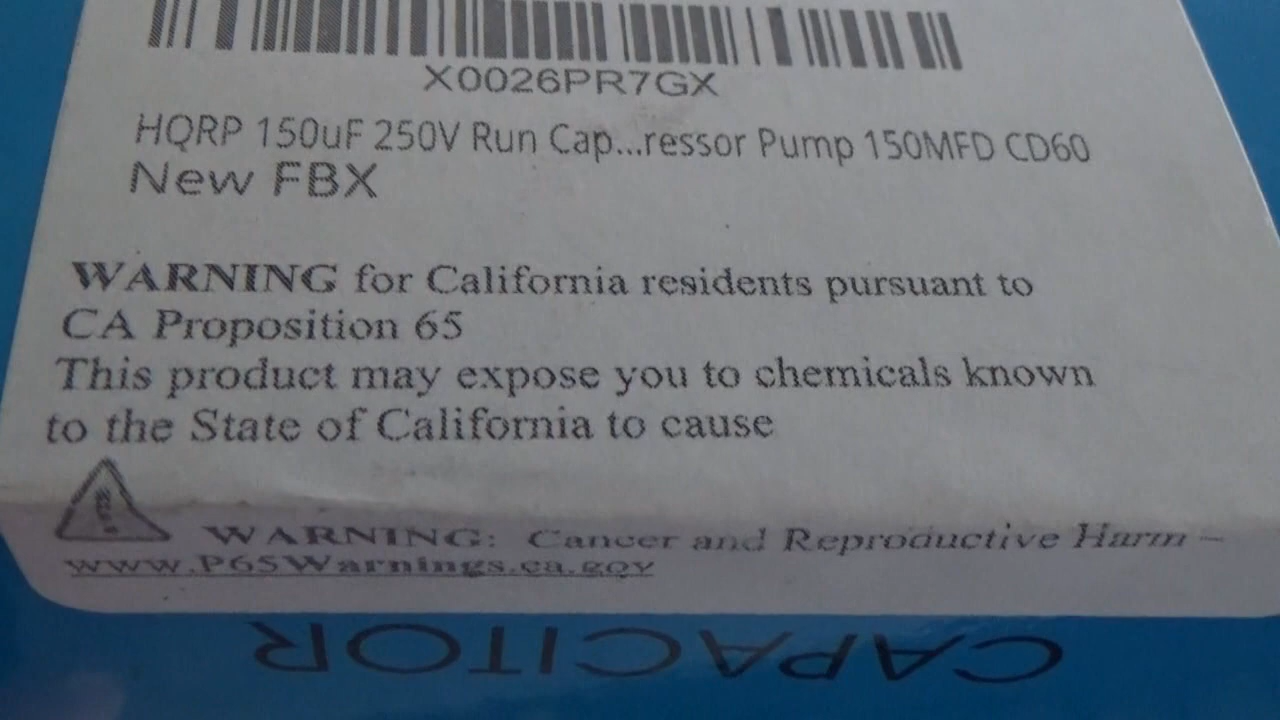 X0026PR7GX
HQRP 150uF 250V Run Cap...ressor Pump 150MFD CD60
New FBX
WARNING for California residents pursuant to
CA Proposition 65
This product may expose you to chemicals known
to the State of California to cause
WARNING: Cancer and Reproductive Harm –
www.P65Warnings.ca.gov
CAPACITOR